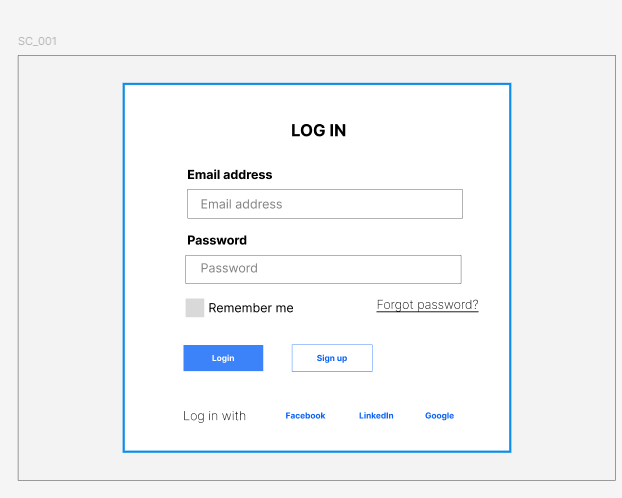 SC_001
LOG IN
Email address
Email address
Password
Password
Remember me Forgot password?
Login Sign up
Log in with Facebook LinkedIn Google